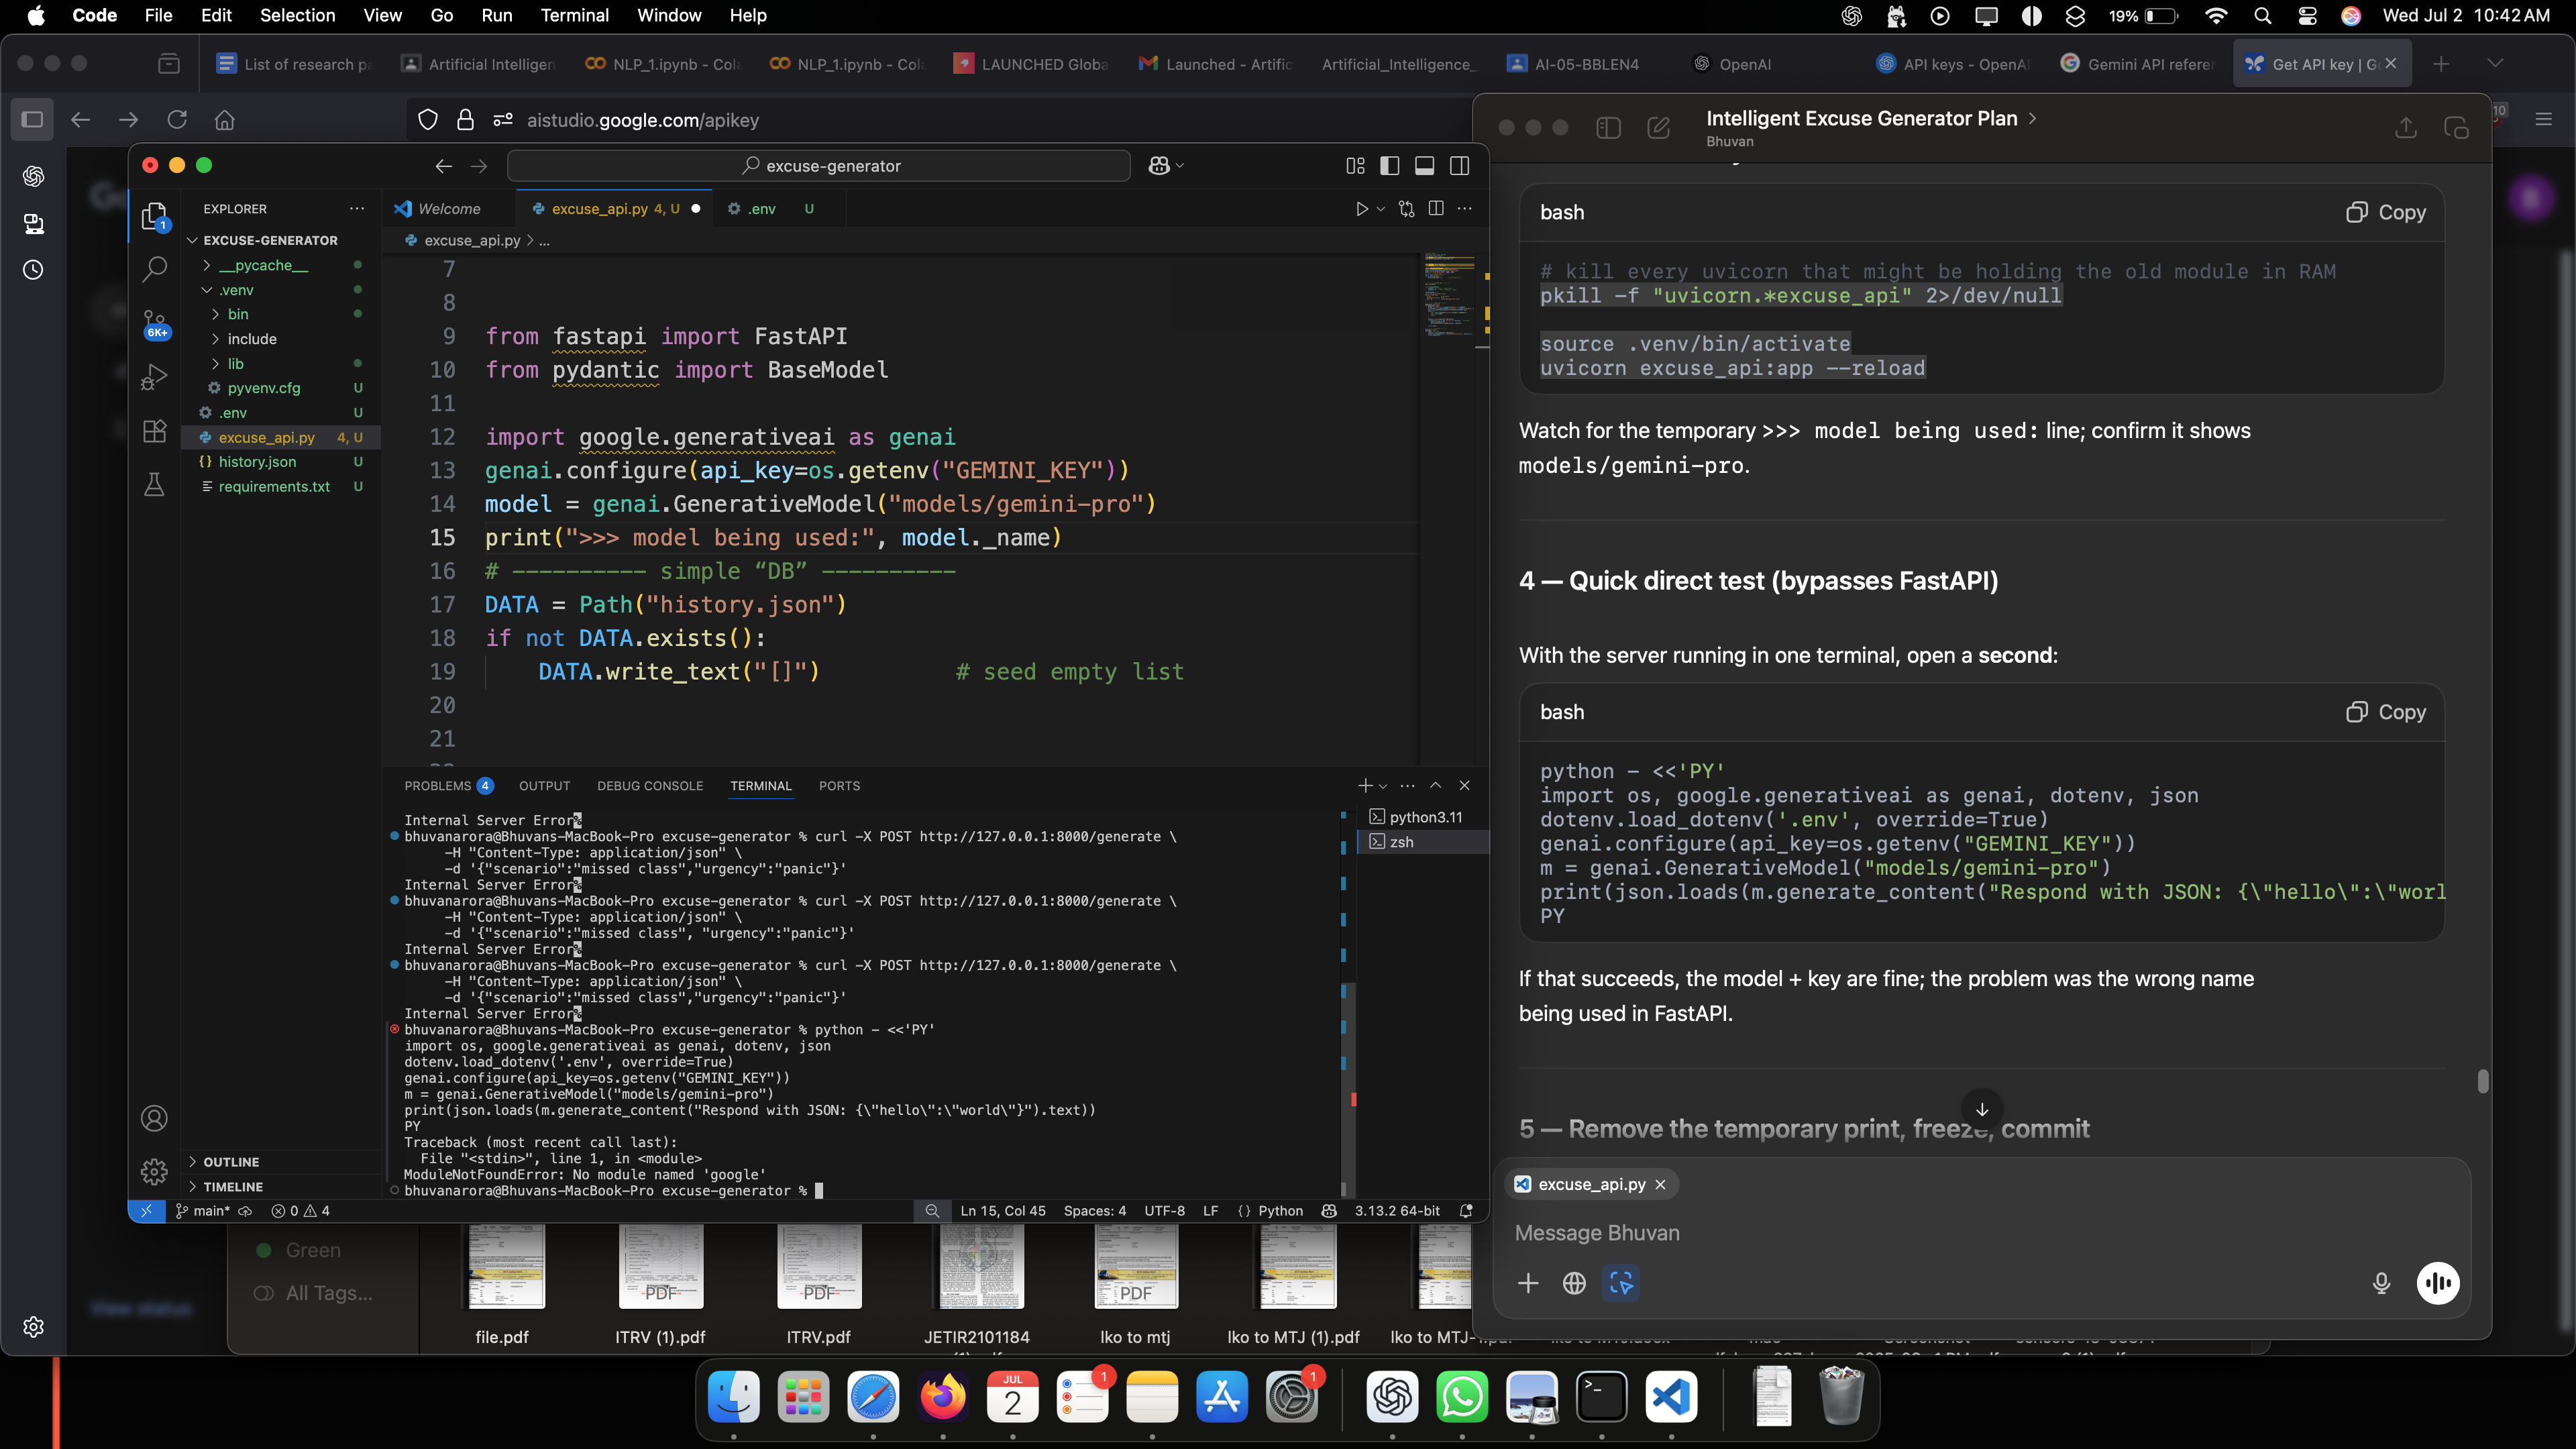 Code File Edit Selection View Go Run Terminal Window Help
19% Wed Jul 2 10:42 AM
List of research pa
Artificial Intelligen
NLP_1.ipynb - Cola
NLP_1.ipynb - Cola
LAUNCHED Globa
Launched - Artific
Artificial_Intelligence_
AI-05-BBLEN4
OpenAI
API keys - OpenAI
Gemini API referen
Get API key | Go
aistudio.google.com/apikey
10
excuse-generator
EXPLORER
Welcome
excuse_api.py 4, U
.env U
EXCUSE-GENERATOR
__pycache__
.venv
bin
include
lib
pyvenv.cfg U
.env U
excuse_api.py 4, U
history.json U
requirements.txt U
1
6K+
OUTLINE
TIMELINE
excuse_api.py > ...
7
8
9 from fastapi import FastAPI
10 from pydantic import BaseModel
11
12 import google.generativeai as genai
13 genai.configure(api_key=os.getenv("GEMINI_KEY"))
14 model = genai.GenerativeModel("models/gemini-pro")
15 print(">>> model being used:", model._name)
16 # ---------- simple “DB” ----------
17 DATA = Path("history.json")
18 if not DATA.exists():
19 DATA.write_text("[]") # seed empty list
20
21
PROBLEMS 4 OUTPUT DEBUG CONSOLE TERMINAL PORTS
python3.11
zsh
Internal Server Error%
bhuvanarora@Bhuvans-MacBook-Pro excuse-generator % curl -X POST http://127.0.0.1:8000/generate \
-H "Content-Type: application/json" \
-d '{"scenario":"missed class","urgency":"panic"}'
Internal Server Error%
bhuvanarora@Bhuvans-MacBook-Pro excuse-generator % curl -X POST http://127.0.0.1:8000/generate \
-H "Content-Type: application/json" \
-d '{"scenario":"missed class", "urgency":"panic"}'
Internal Server Error%
bhuvanarora@Bhuvans-MacBook-Pro excuse-generator % curl -X POST http://127.0.0.1:8000/generate \
-H "Content-Type: application/json" \
-d '{"scenario":"missed class","urgency":"panic"}'
Internal Server Error%
bhuvanarora@Bhuvans-MacBook-Pro excuse-generator % python - <<'PY'
import os, google.generativeai as genai, dotenv, json
dotenv.load_dotenv('.env', override=True)
genai.configure(api_key=os.getenv("GEMINI_KEY"))
m = genai.GenerativeModel("models/gemini-pro")
print(json.loads(m.generate_content("Respond with JSON: {\"hello\":\"world\"}").text))
PY
Traceback (most recent call last):
File "<stdin>", line 1, in <module>
ModuleNotFoundError: No module named 'google'
bhuvanarora@Bhuvans-MacBook-Pro excuse-generator %
main* 0 4 Ln 15, Col 45 Spaces: 4 UTF-8 LF {} Python 3.13.2 64-bit
Intelligent Excuse Generator Plan >
Bhuvan
bash Copy
# kill every uvicorn that might be holding the old module in RAM
pkill -f "uvicorn.*excuse_api" 2>/dev/null
source .venv/bin/activate
uvicorn excuse_api:app --reload
Watch for the temporary >>> model being used: line; confirm it shows
models/gemini-pro.
4 — Quick direct test (bypasses FastAPI)
With the server running in one terminal, open a second:
bash Copy
python - <<'PY'
import os, google.generativeai as genai, dotenv, json
dotenv.load_dotenv('.env', override=True)
genai.configure(api_key=os.getenv("GEMINI_KEY"))
m = genai.GenerativeModel("models/gemini-pro")
print(json.loads(m.generate_content("Respond with JSON: {\"hello\":\"worl
PY
If that succeeds, the model + key are fine; the problem was the wrong name
being used in FastAPI.
5 — Remove the temporary print, freeze, commit
excuse_api.py
Message Bhuvan
View status
Green
All Tags...
PDF
PDF
PDF
file.pdf
ITRV (1).pdf
ITRV.pdf
JETIR2101184
lko to mtj
lko to MTJ (1).pdf
JUL
2
1
1